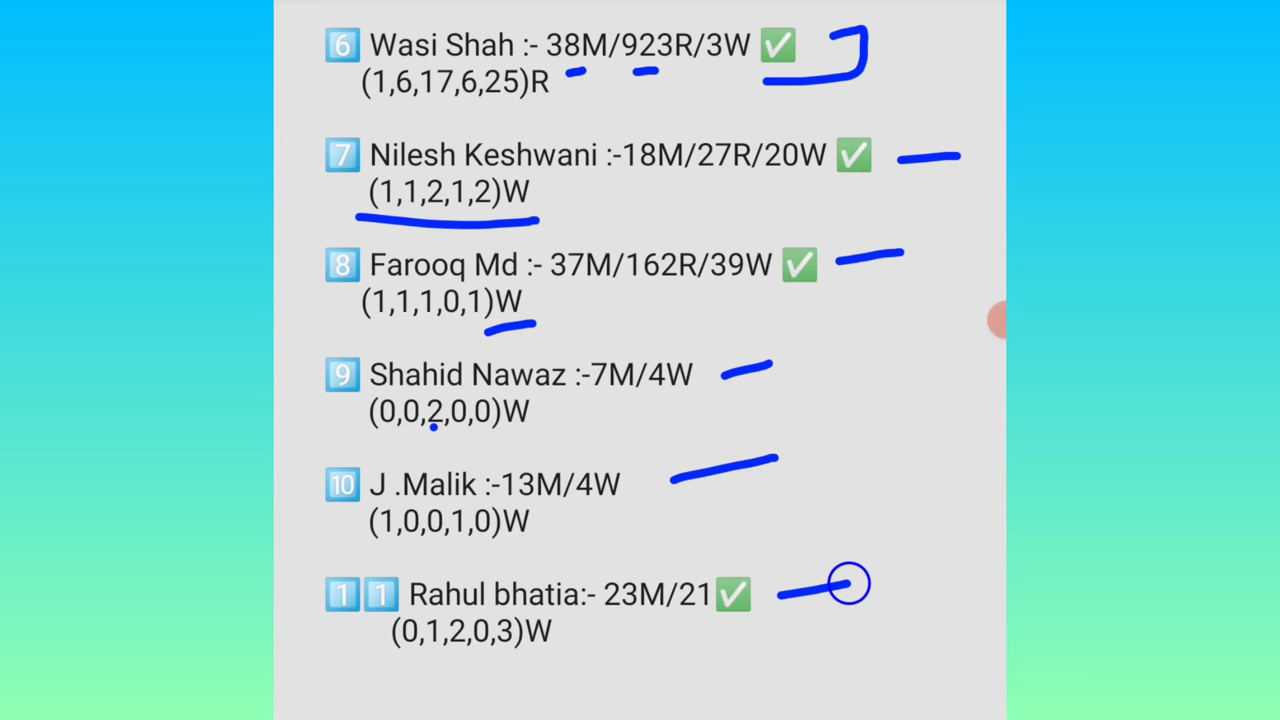 6️⃣ Wasi Shah :- 38M/923R/3W ✅
(1,6,17,6,25)R
7️⃣ Nilesh Keshwani :-18M/27R/20W ✅
(1,1,2,1,2)W
8️⃣ Farooq Md :- 37M/162R/39W ✅
(1,1,1,0,1)W
9️⃣ Shahid Nawaz :-7M/4W
(0,0,2,0,0)W
🔟 J .Malik :-13M/4W
(1,0,0,1,0)W
1️⃣1️⃣ Rahul bhatia:- 23M/21✅
(0,1,2,0,3)W